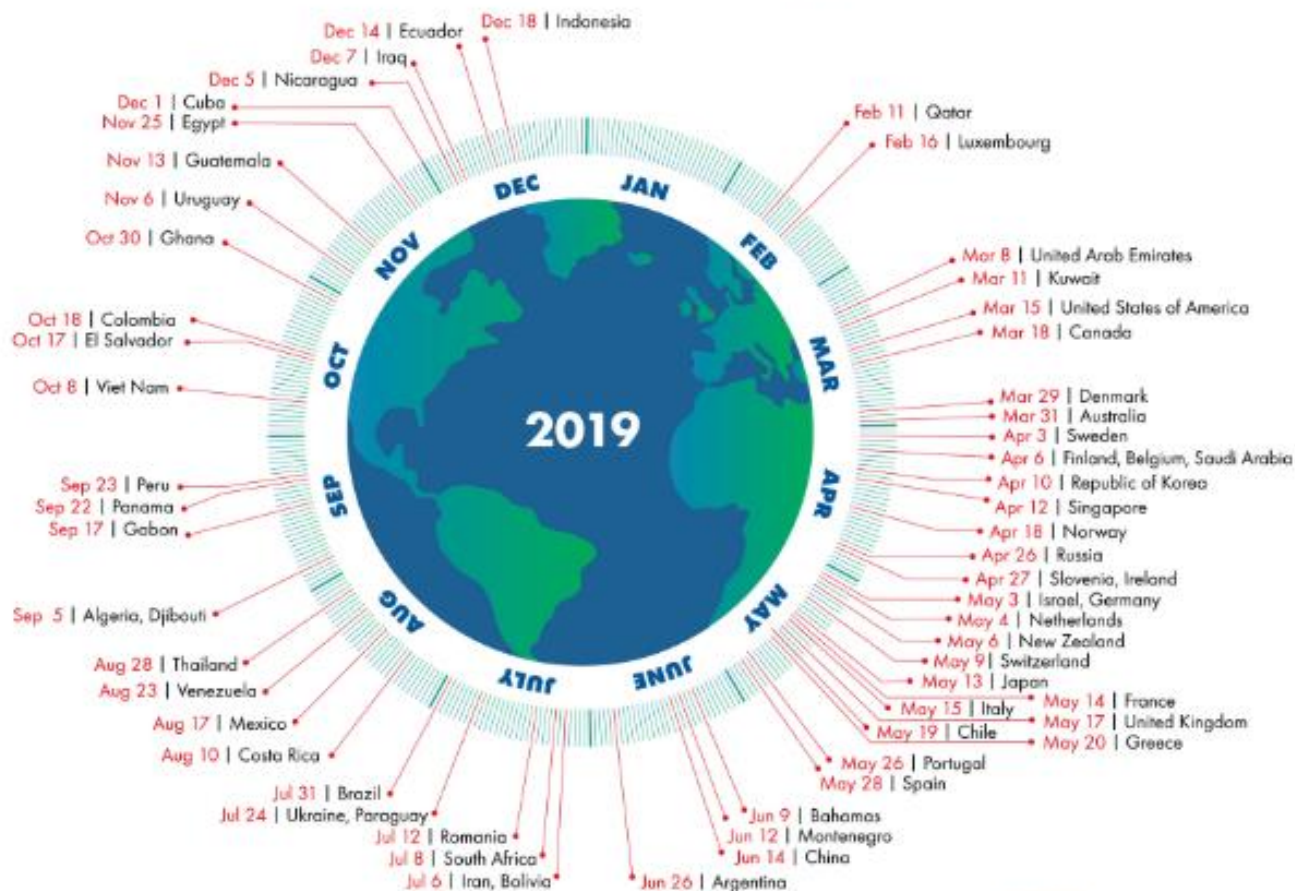 Dec 18 | Indonesia
Dec 14 | Ecuador
Dec 7 | Iraq
Dec 5 | Nicaragua
Dec 1 | Cuba
Nov 25 | Egypt
Nov 13 | Guatemala
Nov 6 | Uruguay
Oct 30 | Ghana
Oct 18 | Colombia
Oct 17 | El Salvador
Oct 8 | Viet Nam
Sep 23 | Peru
Sep 22 | Panama
Sep 17 | Gabon
Sep 5 | Algeria, Djibouti
Aug 28 | Thailand
Aug 23 | Venezuela
Aug 17 | Mexico
Aug 10 | Costa Rica
Jul 31 | Brazil
Jul 24 | Ukraine, Paraguay
Jul 12 | Romania
Jul 8 | South Africa
Jul 6 | Iran, Bolivia
JAN
FEB
MAR
APR
MAY
JUNE
JULY
AUG
SEP
OCT
NOV
DEC
2019
Feb 11 | Qatar
Feb 16 | Luxembourg
Mar 8 | United Arab Emirates
Mar 11 | Kuwait
Mar 15 | United States of America
Mar 18 | Canada
Mar 29 | Denmark
Mar 31 | Australia
Apr 3 | Sweden
Apr 6 | Finland, Belgium, Saudi Arabia
Apr 10 | Republic of Korea
Apr 12 | Singapore
Apr 18 | Norway
Apr 26 | Russia
Apr 27 | Slovenia, Ireland
May 3 | Israel, Germany
May 4 | Netherlands
May 6 | New Zealand
May 9 | Switzerland
May 13 | Japan
May 14 | France
May 15 | Italy
May 17 | United Kingdom
May 19 | Chile
May 20 | Greece
May 26 | Portugal
May 28 | Spain
Jun 9 | Bahamas
Jun 12 | Montenegro
Jun 14 | China
Jun 26 | Argentina